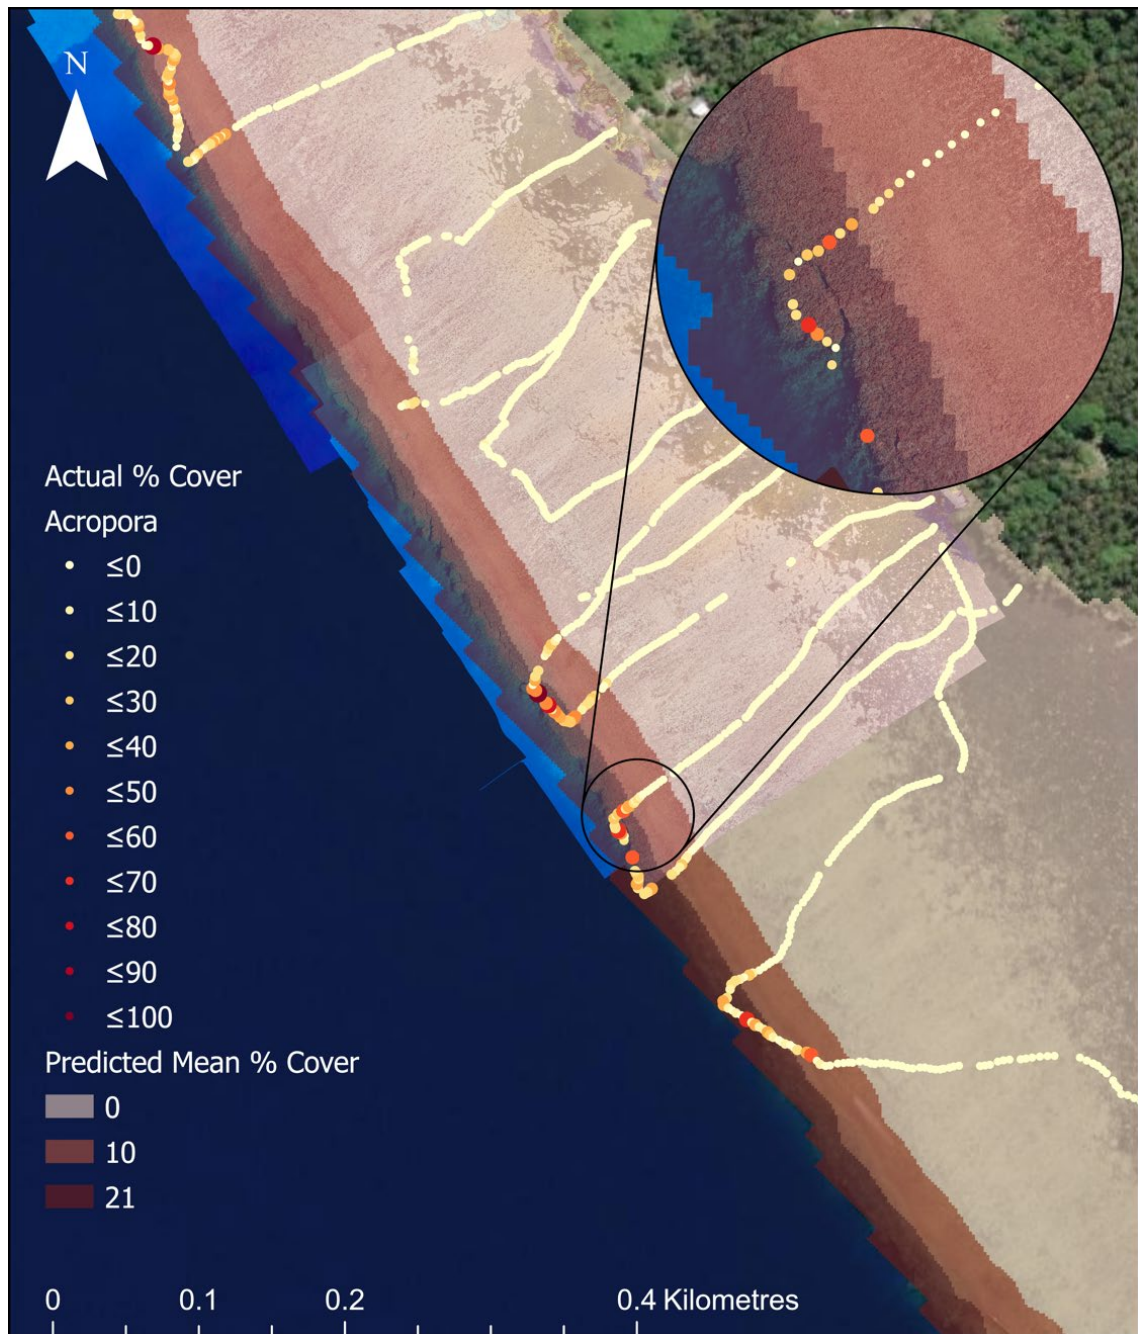 N
Actual % Cover
Acropora
≤0
≤10
≤20
≤30
≤40
≤50
≤60
≤70
≤80
≤90
≤100
Predicted Mean % Cover
0
10
21
0 0.1 0.2 0.4 Kilometres